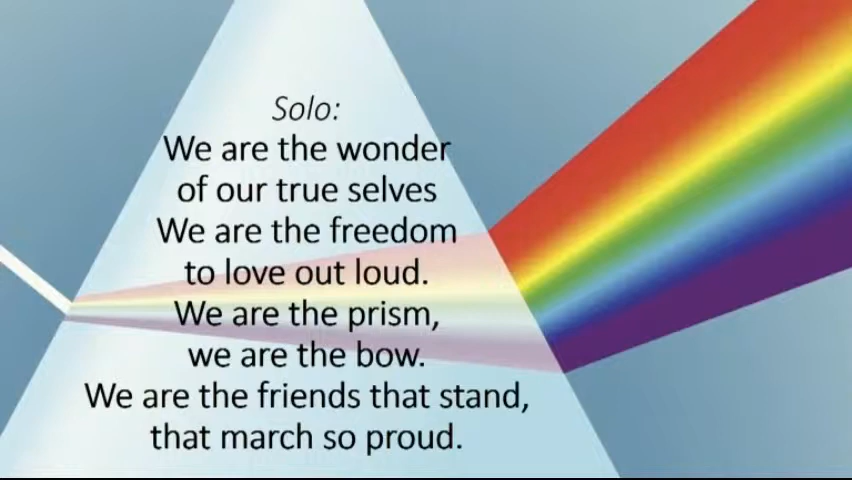 Solo:
We are the wonder
of our true selves
We are the freedom
to love out loud.
We are the prism,
we are the bow.
We are the friends that stand,
that march so proud.